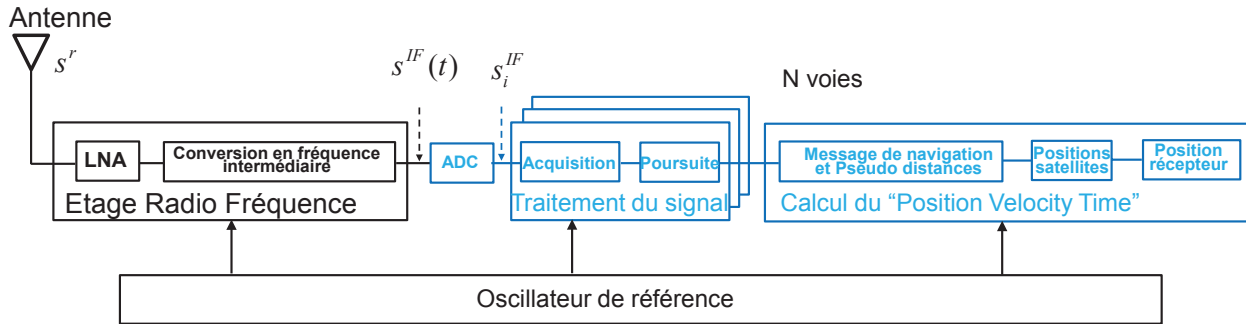 Antenne
s^r
s^{IF}(t)
s_i^{IF}
N voies
LNA
Conversion en fréquence
intermédiaire
Etage Radio Fréquence
ADC
Acquisition
Poursuite
Traitement du signal
Message de navigation
et Pseudo distances
Positions
satellites
Position
récepteur
Calcul du “Position Velocity Time”
Oscillateur de référence